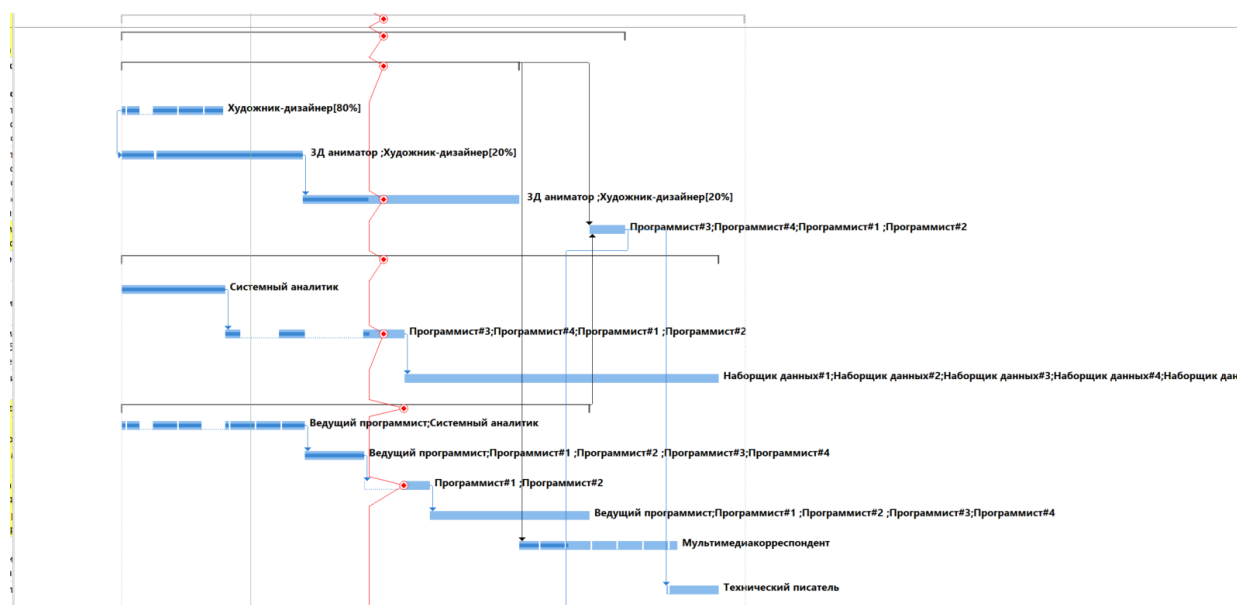 Художник-дизайнер[80%]
3Д аниматор ;Художник-дизайнер[20%]
3Д аниматор ;Художник-дизайнер[20%]
Программист#3;Программист#4;Программист#1 ;Программист#2
Системный аналитик
Программист#3;Программист#4;Программист#1 ;Программист#2
Наборщик данных#1;Наборщик данных#2;Наборщик данных#3;Наборщик данных#4;Наборщик дан
Ведущий программист;Системный аналитик
Ведущий программист;Программист#1 ;Программист#2 ;Программист#3;Программист#4
Программист#1 ;Программист#2
Ведущий программист;Программист#1 ;Программист#2 ;Программист#3;Программист#4
Мультимедиакорреспондент
Технический писатель